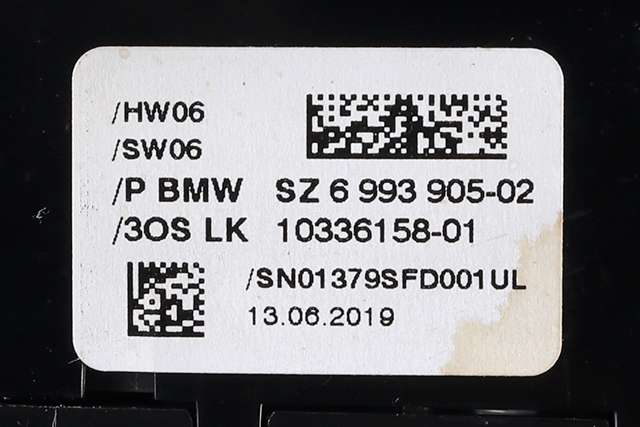 /HW06
/SW06
/P BMW SZ 6 993 905-02
/3OS LK 10336158-01
/SN01379SFD001UL
13.06.2019